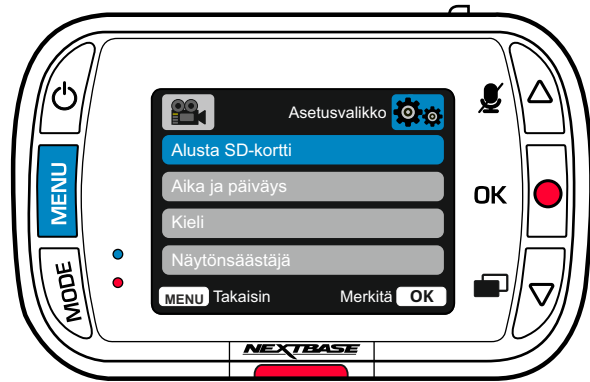 Asetusvalikko
Alusta SD-kortti
Aika ja päiväys
Kieli
Näytönsäästäjä
MENU Takaisin Merkitä OK
MENU
MODE
OK
NEXTBASE